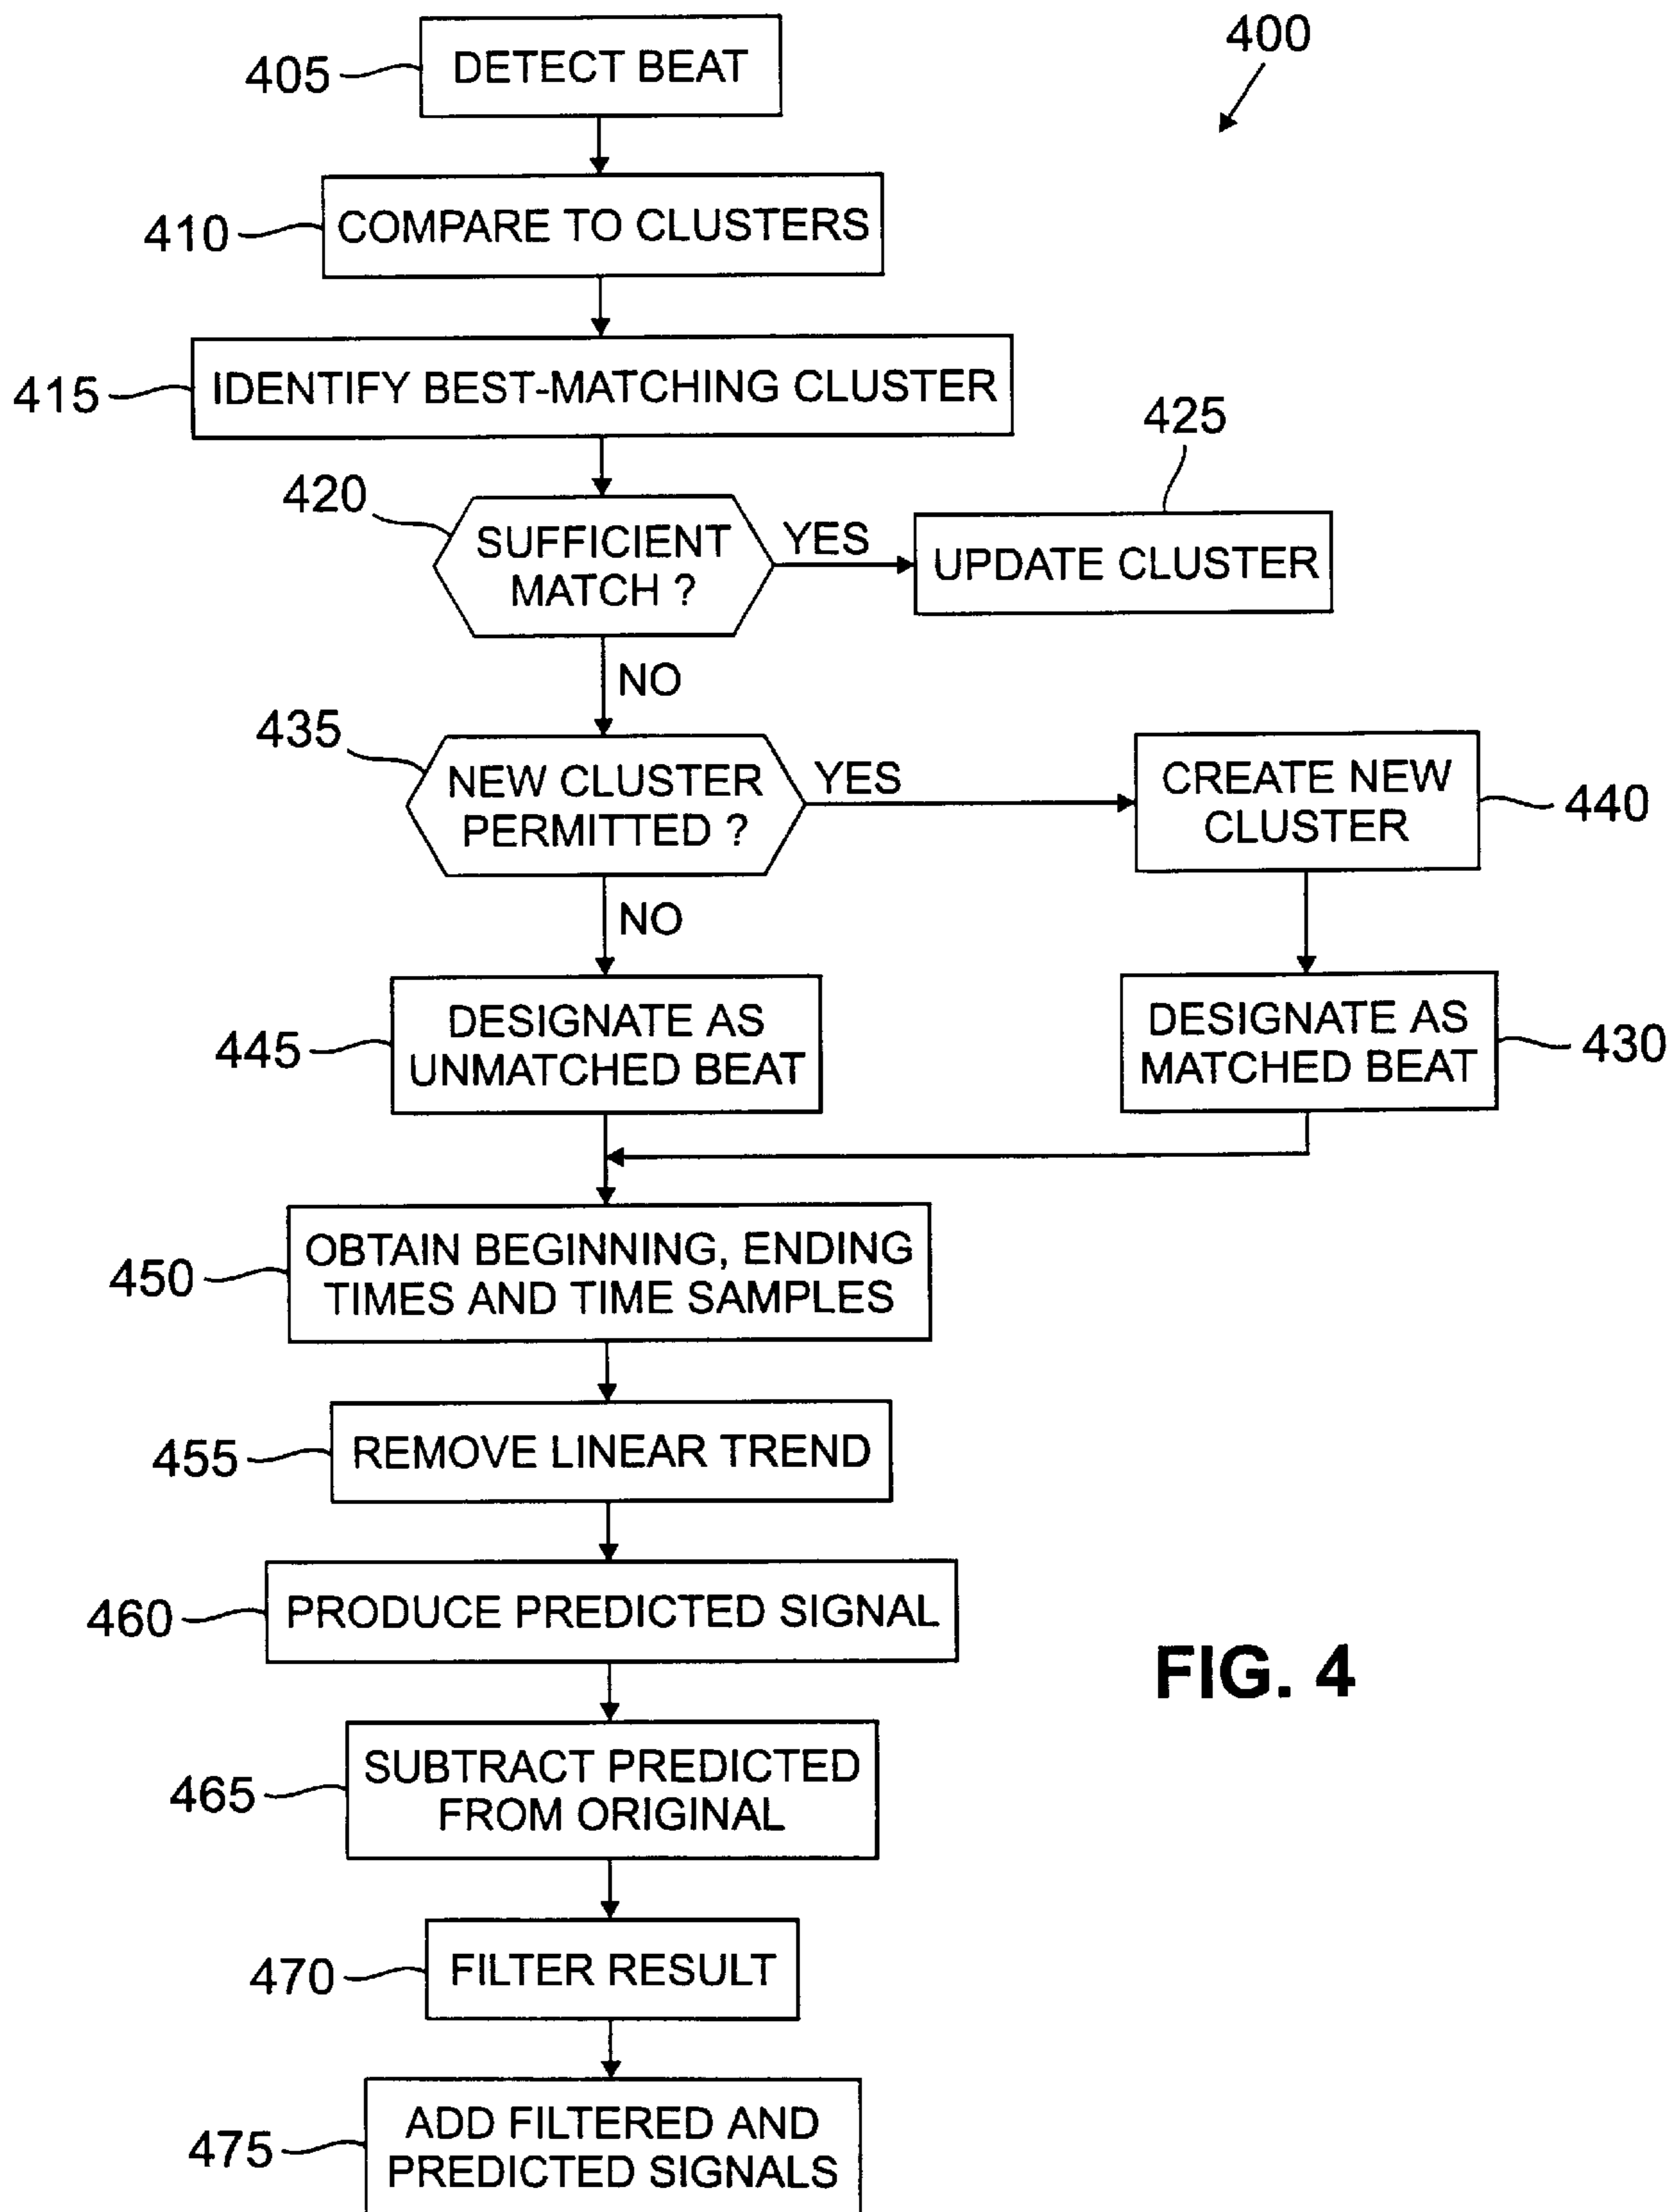 400
405
DETECT BEAT
410
COMPARE TO CLUSTERS
415
IDENTIFY BEST-MATCHING CLUSTER
420
SUFFICIENT
MATCH ?
YES
425
UPDATE CLUSTER
NO
435
NEW CLUSTER
PERMITTED ?
YES
CREATE NEW
CLUSTER
440
NO
445
DESIGNATE AS
UNMATCHED BEAT
DESIGNATE AS
MATCHED BEAT
430
450
OBTAIN BEGINNING, ENDING
TIMES AND TIME SAMPLES
455
REMOVE LINEAR TREND
460
PRODUCE PREDICTED SIGNAL
FIG. 4
465
SUBTRACT PREDICTED
FROM ORIGINAL
470
FILTER RESULT
475
ADD FILTERED AND
PREDICTED SIGNALS